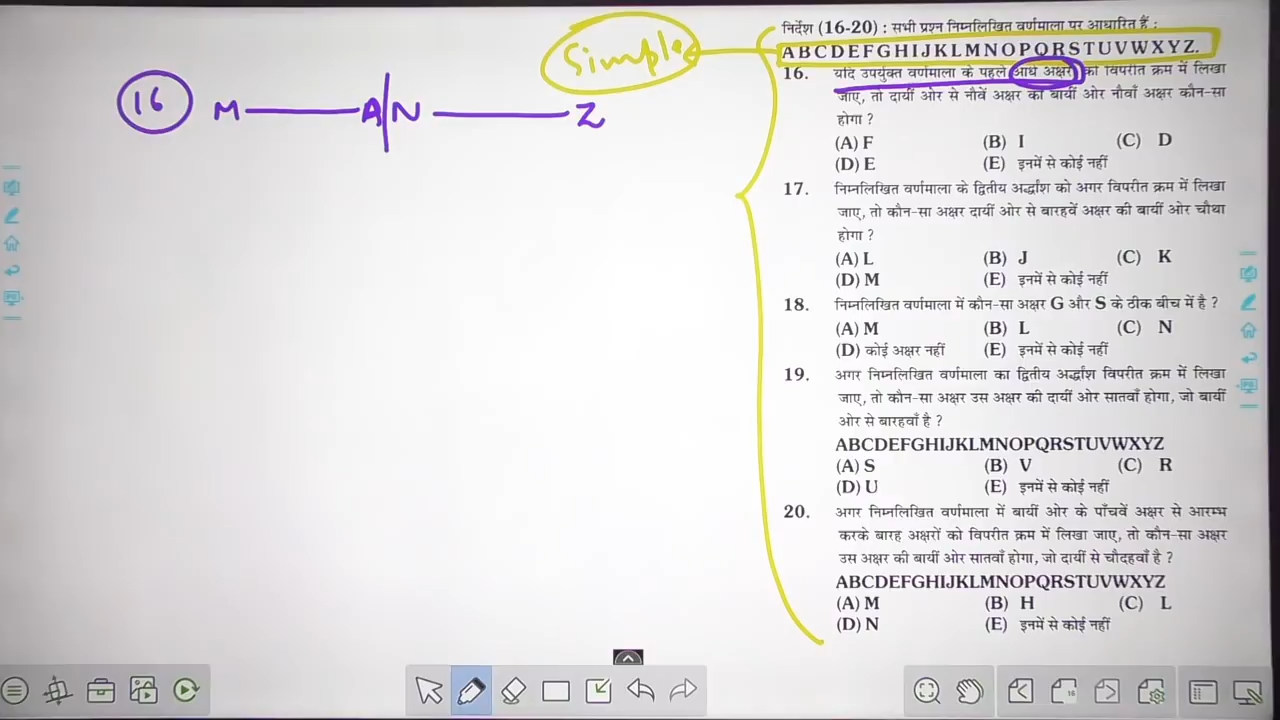 निर्देश (16-20) : सभी प्रश्न निम्नलिखित वर्णमाला पर आधारित हैं :
A B C D E F G H I J K L M N O P Q R S T U V W X Y Z.
16. यदि उपर्युक्त वर्णमाला के पहले आधे अक्षर को विपरीत क्रम में लिखा
जाए, तो दायीं ओर से नौवें अक्षर की बायीं ओर नौवाँ अक्षर कौन-सा
होगा ?
(A) F (B) I (C) D
(D) E (E) इनमें से कोई नहीं
17. निम्नलिखित वर्णमाला के द्वितीय अर्द्धांश को अगर विपरीत क्रम में लिखा
जाए, तो कौन-सा अक्षर दायीं ओर से बारहवें अक्षर की बायीं ओर चौथा
होगा ?
(A) L (B) J (C) K
(D) M (E) इनमें से कोई नहीं
18. निम्नलिखित वर्णमाला में कौन-सा अक्षर G और S के ठीक बीच में है ?
(A) M (B) L (C) N
(D) कोई अक्षर नहीं (E) इनमें से कोई नहीं
19. अगर निम्नलिखित वर्णमाला का द्वितीय अर्द्धांश विपरीत क्रम में लिखा
जाए, तो कौन-सा अक्षर उस अक्षर की दायीं ओर सातवाँ होगा, जो बायीं
ओर से बारहवाँ है ?
ABCDEFGHIJKLMNOPQRSTUVWXYZ
(A) S (B) V (C) R
(D) U (E) इनमें से कोई नहीं
20. अगर निम्नलिखित वर्णमाला में बायीं ओर के पाँचवें अक्षर से आरम्भ
करके बारह अक्षरों को विपरीत क्रम में लिखा जाए, तो कौन-सा अक्षर
उस अक्षर की बायीं ओर सातवाँ होगा, जो दायीं से चौदहवाँ है ?
ABCDEFGHIJKLMNOPQRSTUVWXYZ
(A) M (B) H (C) L
(D) N (E) इनमें से कोई नहीं
Simple
16 M A N Z